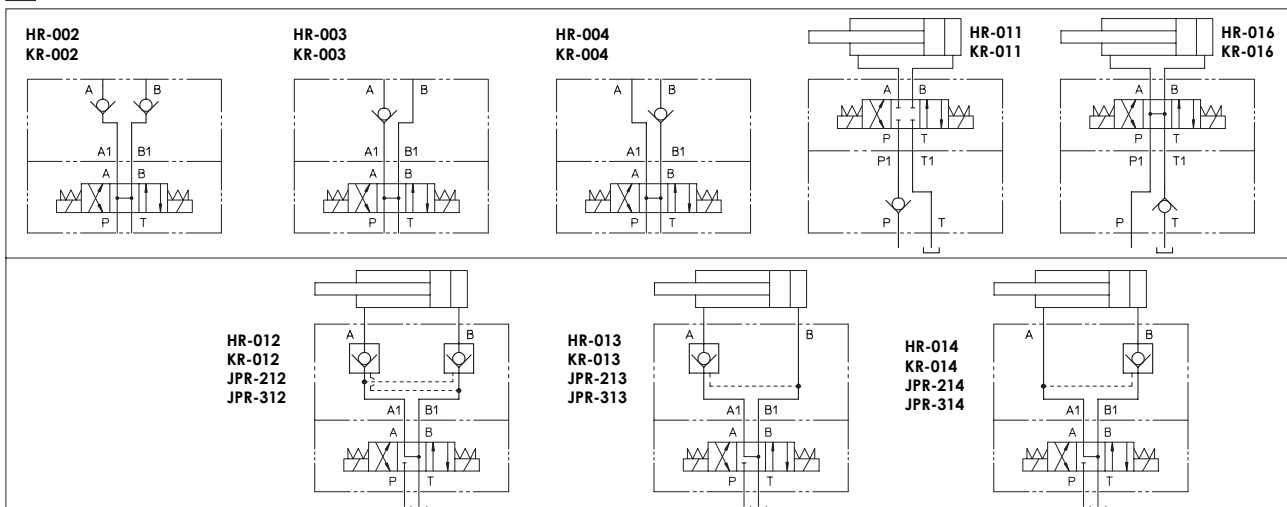 HR-002
KR-002
A B
A1 B1
A B
P T
HR-003
KR-003
A B
A1 B1
A B
P T
HR-004
KR-004
A B
A1 B1
A B
P T
HR-011
KR-011
A B
P T
P1 T1
P T
HR-016
KR-016
A B
P T
P1 T1
P T
HR-012
KR-012
JPR-212
JPR-312
A B
A1 B1
A B
P T
HR-013
KR-013
JPR-213
JPR-313
A B
A1 B1
A B
P T
HR-014
KR-014
JPR-214
JPR-314
A B
A1 B1
A B
P T